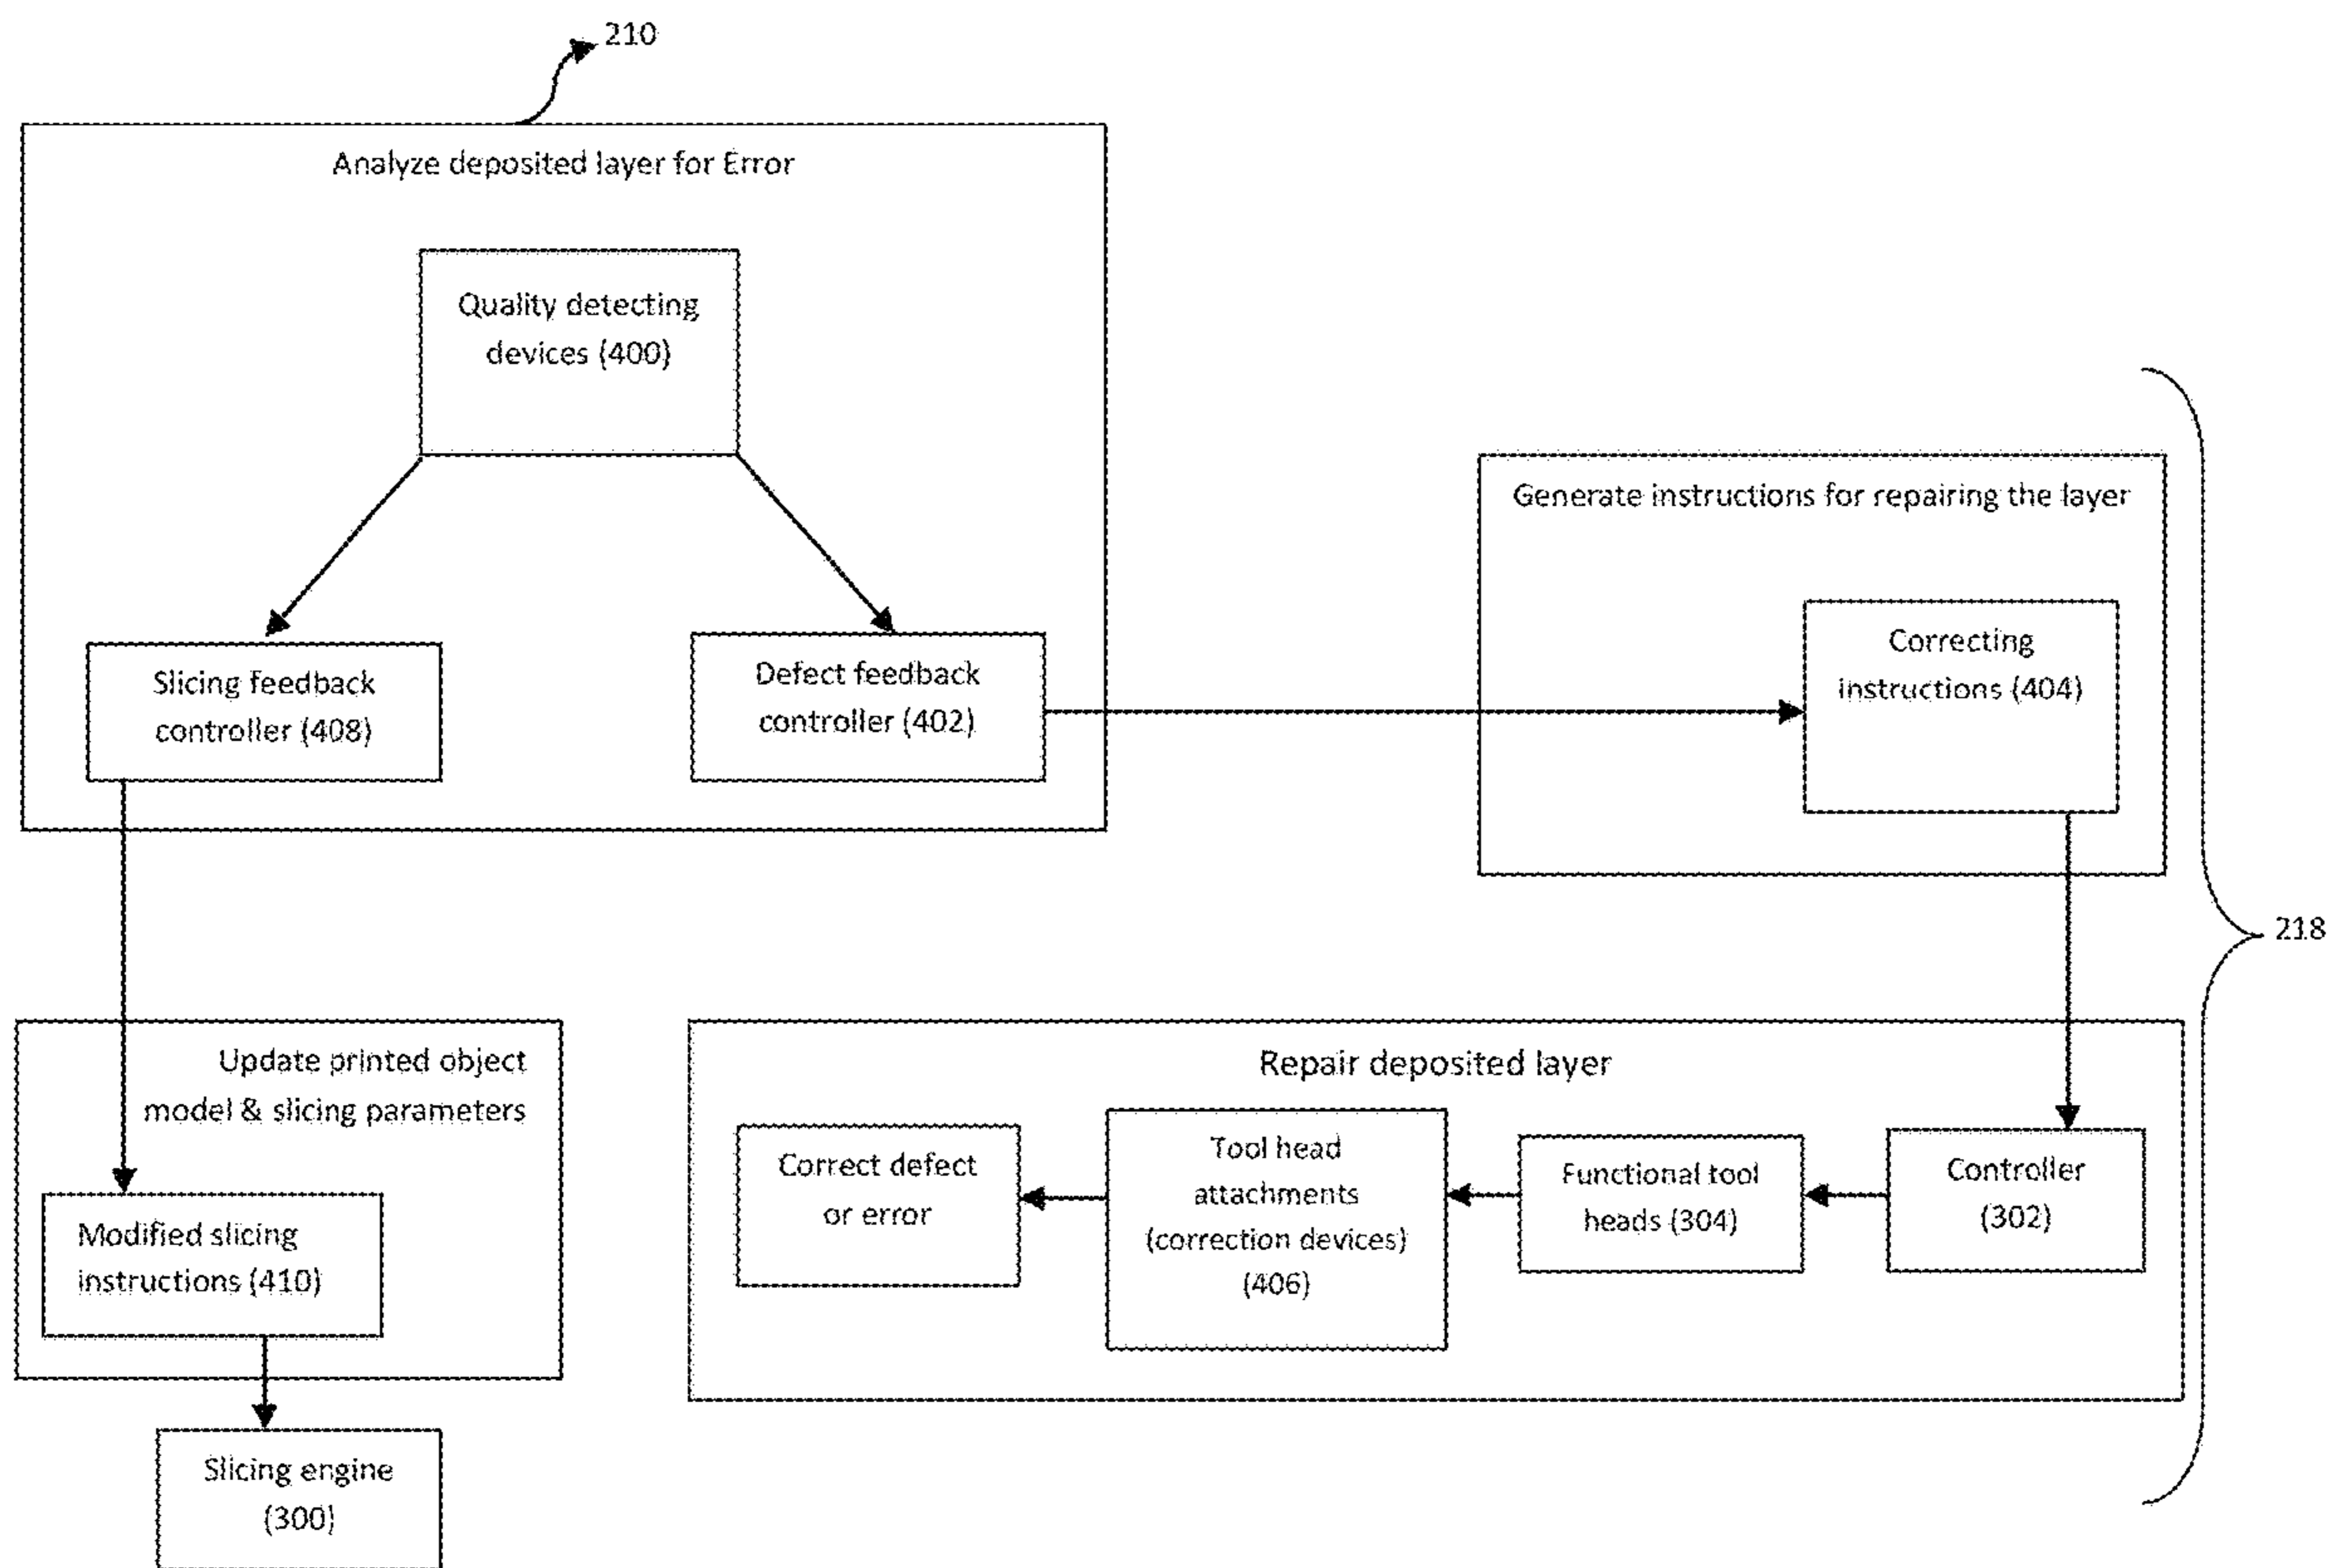 210
Analyze deposited layer for Error
Quality detecting
devices (400)
Slicing feedback
controller (408)
Defect feedback
controller (402)
Generate instructions for repairing the layer
Correcting
instructions (404)
218
Update printed object
model & slicing parameters
Modified slicing
instructions (410)
Slicing engine
(300)
Repair deposited layer
Correct defect
or error
Tool head
attachments
(correction devices)
(406)
Functional tool
heads (304)
Controller
(302)